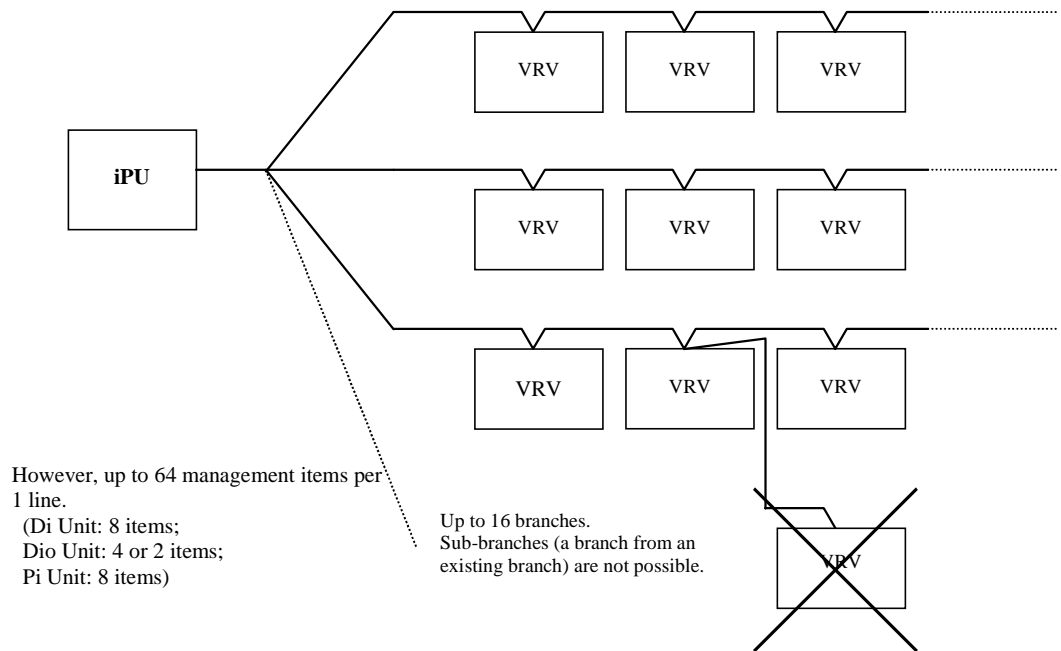 VRV VRV VRV
iPU
VRV VRV VRV
VRV VRV VRV
However, up to 64 management items per
1 line.
(Di Unit: 8 items;
Dio Unit: 4 or 2 items;
Pi Unit: 8 items)
Up to 16 branches.
Sub-branches (a branch from an
existing branch) are not possible.
VRV